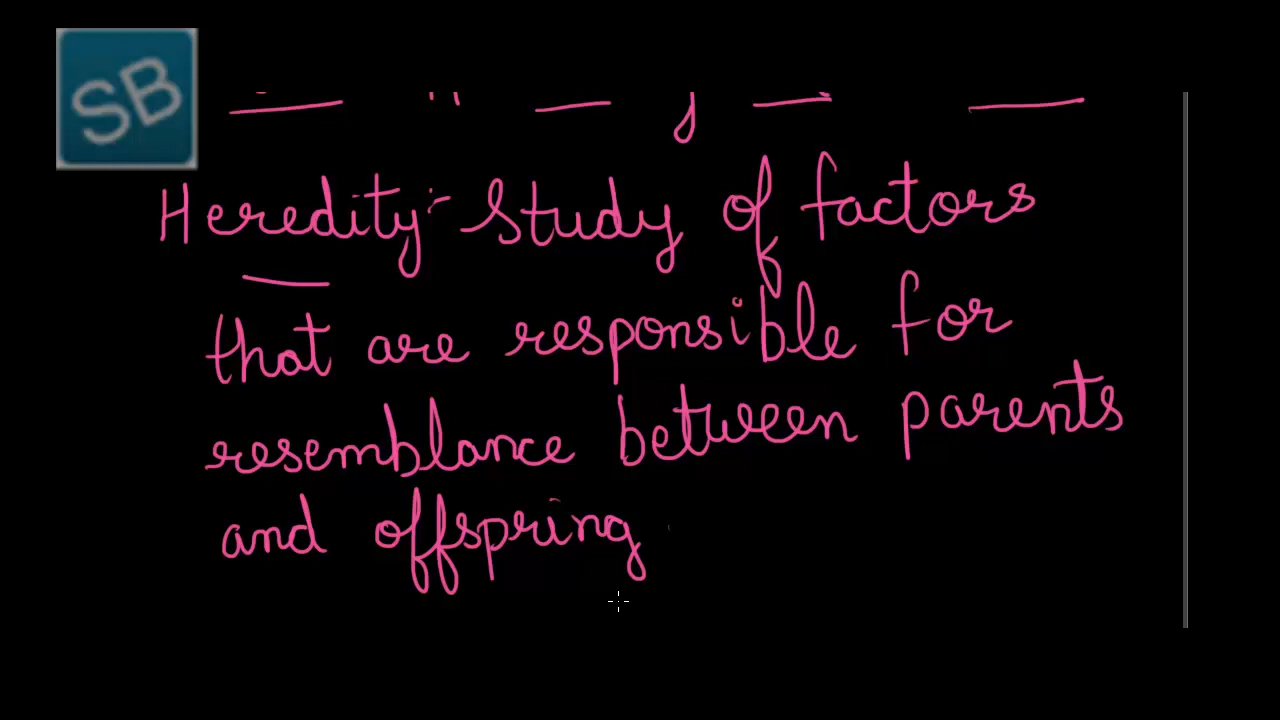 SB
Heredity - Study of factors
that are responsible for
resemblance between parents
and offspring